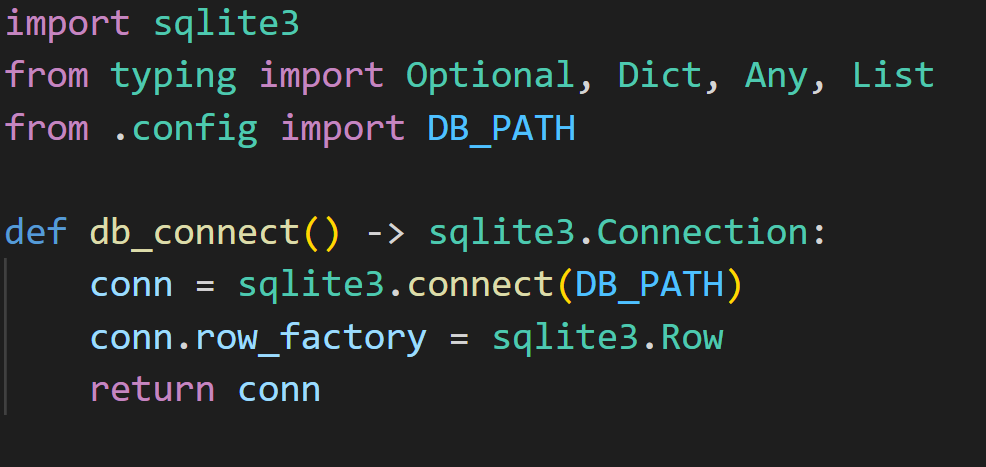 import sqlite3
from typing import Optional, Dict, Any, List
from .config import DB_PATH

def db_connect() -> sqlite3.Connection:
    conn = sqlite3.connect(DB_PATH)
    conn.row_factory = sqlite3.Row
    return conn